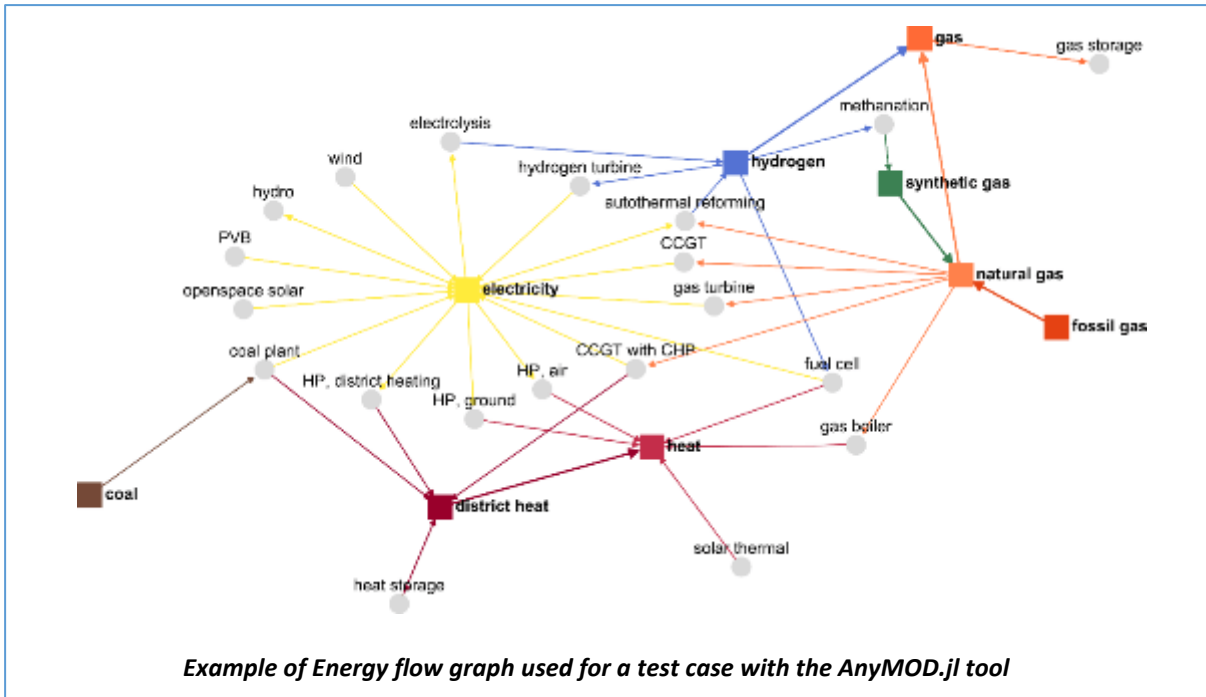 gas
gas storage
methanation
electrolysis
wind
hydrogen turbine
hydrogen
synthetic gas
hydro
autothermal reforming
PVB
CCGT
natural gas
openspace solar
electricity
gas turbine
fossil gas
coal plant
CCGT with CHP
HP, district heating
HP, air
fuel cell
HP, ground
gas boiler
heat
coal
district heat
solar thermal
heat storage
Example of Energy flow graph used for a test case with the AnyMOD.jl tool